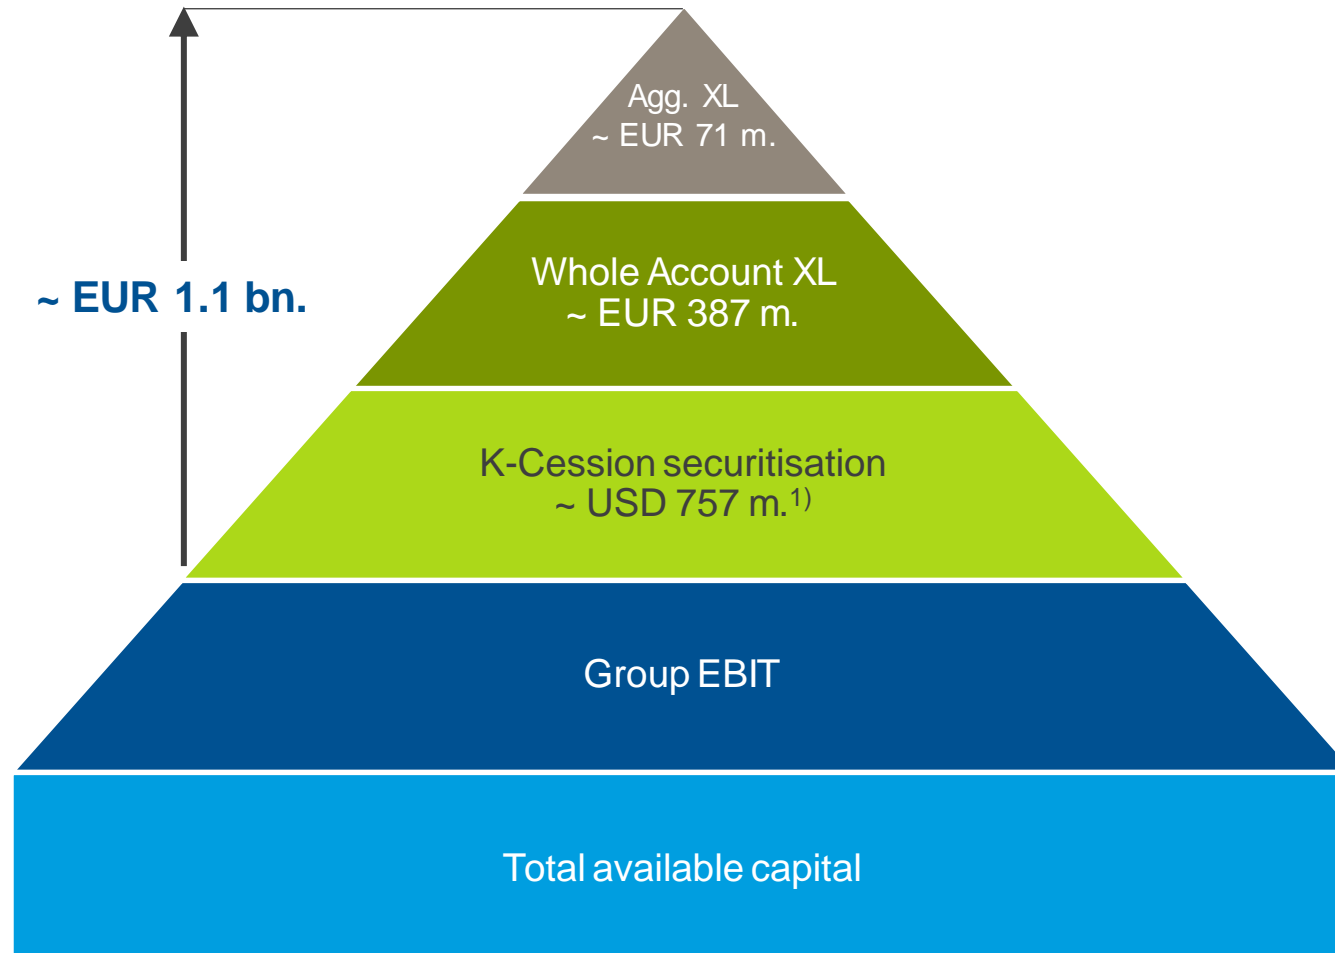 Agg. XL
~ EUR 71 m.
Whole Account XL
~ EUR 387 m.
~ EUR 1.1 bn.
K-Cession securitisation
~ USD 757 m.1)
Group EBIT
Total available capital